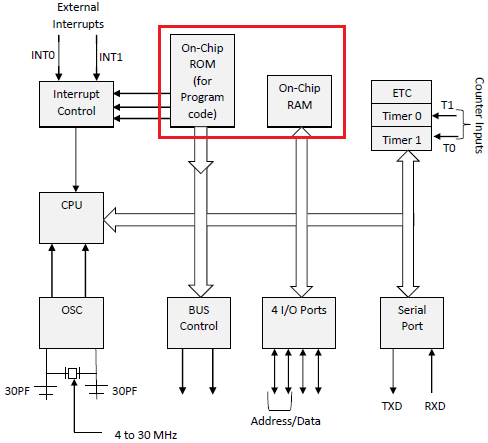 External
Interrupts
INT0
INT1
Interrupt
Control
On-Chip
ROM
(for
Program
code)
On-Chip
RAM
ETC
Timer 0
Timer 1
T1
T0
Counter Inputs
CPU
OSC
BUS
Control
4 I/O Ports
Serial
Port
30PF
30PF
4 to 30 MHz
Address/Data
TXD
RXD